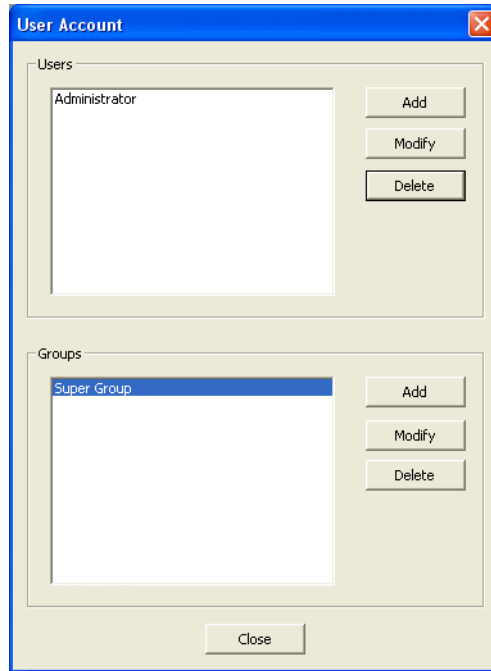 User Account
Users
Administrator
Add
Modify
Delete
Groups
Super Group
Add
Modify
Delete
Close